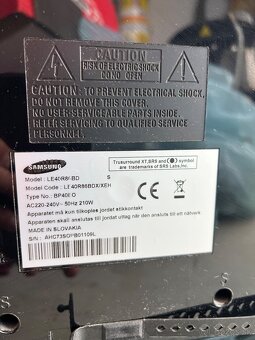 CAUTION
RISK OF ELECTRIC SHOCK
DO NOT OPEN
CAUTION: TO PREVENT ELECTRICAL SHOCK,
DO NOT REMOVE COVER.
NO USER SERVICEABLE PARTS
INSIDE. REFER SERVICING
TO QUALIFIED SERVICE
PERSONNEL.
SAMSUNG
Trusurround XT,SRS and symbol
are trademarks of SRS Labs,Inc.
Model : LE40R86BD S
Model Code : LE40R86BDX/XEH
Type No : BP40EO
AC220-240V~ 50Hz 210W
CE
Apparatet må kun tilkoples jordet stikkontakt
Apparaten skall anslutas till jordat uttag när den ansluts till ett nätverk.
MADE IN SLOVAKIA
S/N :
S
S